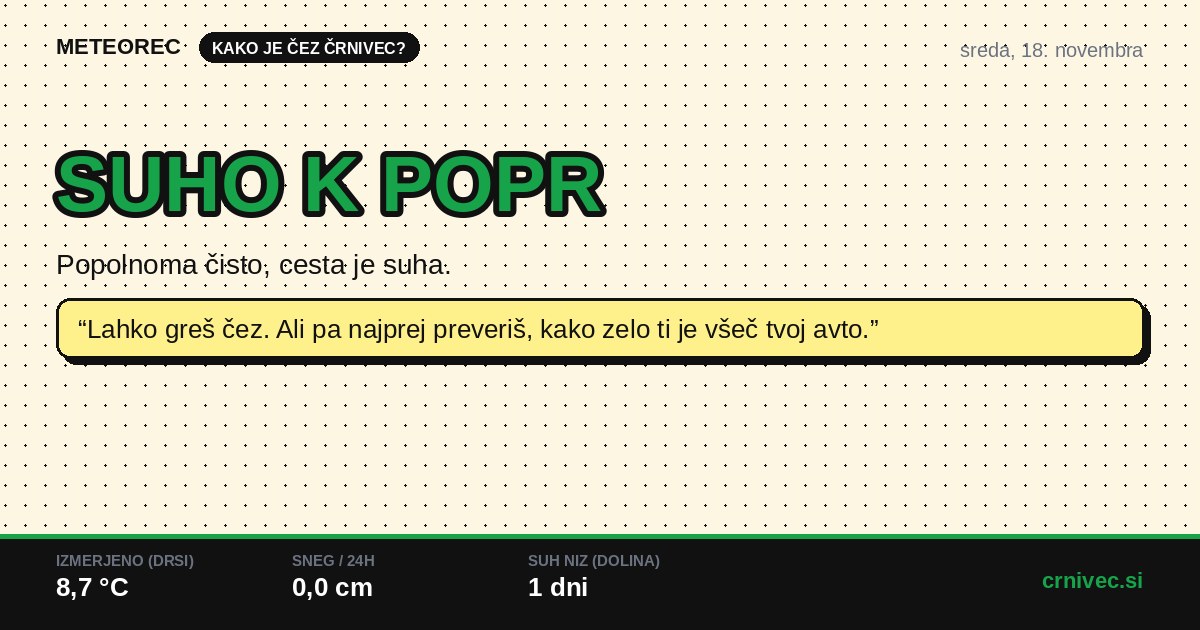 METEOREC
KAKO JE ČEZ ČRNIVEC?
sreda, 18. novembra
SUHO K POPR
Popolnoma čisto, cesta je suha.
“Lahko greš čez. Ali pa najprej preveriš, kako zelo ti je všeč tvoj avto.”
IZMERJENO (DRSI)
8,7 °C
SNEG / 24H
0,0 cm
SUH NIZ (DOLINA)
1 dni
crnivec.si